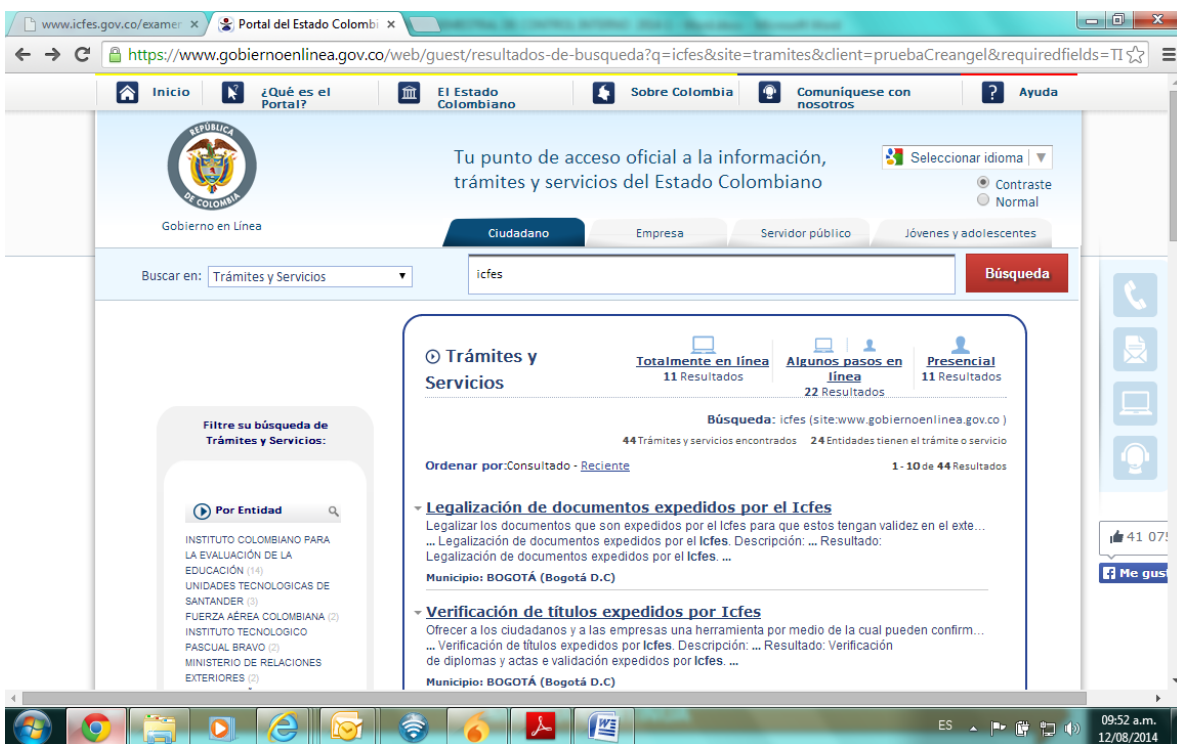 www.icfes.gov.co/examer
Portal del Estado Colombi
https://www.gobiernoenlinea.gov.co/web/guest/resultados-de-busqueda?q=icfes&site=tramites&client=pruebaCreangel&requiredfields=TI
Inicio
¿Qué es el
Portal?
El Estado
Colombiano
Sobre Colombia
Comuníquese con
nosotros
Ayuda
REPÚBLICA
DE COLOMBIA
Gobierno en Línea
Tu punto de acceso oficial a la información,
trámites y servicios del Estado Colombiano
Seleccionar idioma
Contraste
Normal
Ciudadano
Empresa
Servidor público
Jóvenes y adolescentes
Buscar en:
Trámites y Servicios
icfes
Búsqueda
Trámites y
Servicios
Totalmente en línea
11 Resultados
Algunos pasos en
línea
22 Resultados
Presencial
11 Resultados
Búsqueda: icfes (site:www.gobiernoenlinea.gov.co )
44 Trámites y servicios encontrados 24 Entidades tienen el trámite o servicio
Ordenar por:Consultado - Reciente
1 - 10 de 44 Resultados
Filtre su búsqueda de
Trámites y Servicios:
Por Entidad
INSTITUTO COLOMBIANO PARA
LA EVALUACIÓN DE LA
EDUCACIÓN (14)
UNIDADES TECNOLOGICAS DE
SANTANDER (3)
FUERZA AÉREA COLOMBIANA (2)
INSTITUTO TECNOLOGICO
PASCUAL BRAVO (2)
MINISTERIO DE RELACIONES
EXTERIORES (2)
Legalización de documentos expedidos por el Icfes
Legalizar los documentos que son expedidos por el Icfes para que estos tengan validez en el exte...
... Legalización de documentos expedidos por el Icfes. Descripción: ... Resultado:
Legalización de documentos expedidos por el Icfes. ...
Municipio: BOGOTÁ (Bogotá D.C)
Verificación de títulos expedidos por Icfes
Ofrecer a los ciudadanos y a las empresas una herramienta por medio de la cual pueden confirm...
... Verificación de títulos expedidos por Icfes. Descripción: ... Resultado: Verificación
de diplomas y actas e validación expedidos por Icfes. ...
Municipio: BOGOTÁ (Bogotá D.C)
41 075
Me gus
ES
09:52 a.m.
12/08/2014